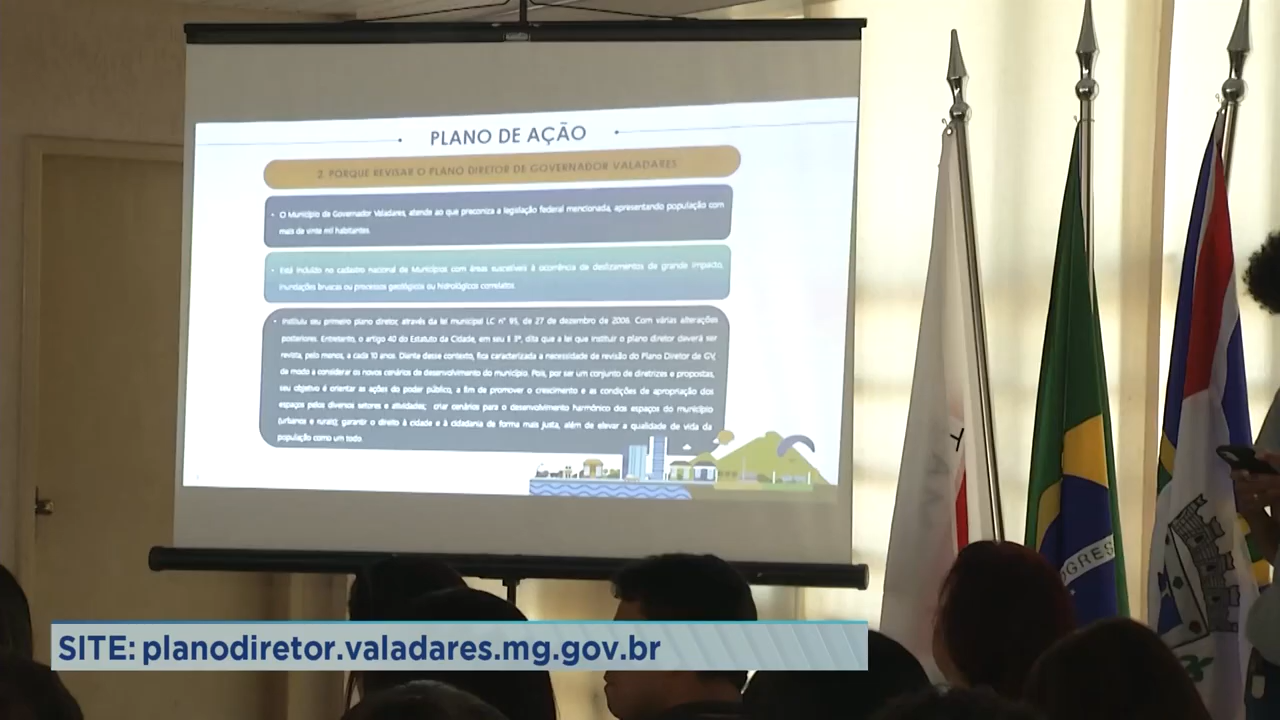 PLANO DE AÇÃO
2. PORQUE REVISAR O PLANO DIRETOR DE GOVERNADOR VALADARES
• O Município de Governador Valadares, atende ao que preconiza a legislação federal mencionada, apresentando população com
mais de vinte mil habitantes.
• Está incluído no cadastro nacional de Municípios com áreas suscetíveis à ocorrência de deslizamentos de grande impacto,
inundações bruscas ou processos geológicos ou hidrológicos correlatos.
• Instituiu seu primeiro plano diretor, através da lei municipal LC n° 95, de 27 de dezembro de 2006. Com várias alterações
posteriores. Entretanto, o artigo 40 do Estatuto da Cidade, em seu § 3º, dita que a lei que instituir o plano diretor deverá ser
revista, pelo menos, a cada 10 anos. Diante desse contexto, fica caracterizada a necessidade de revisão do Plano Diretor de GV,
de modo a considerar os novos cenários de desenvolvimento do município. Pois, por ser um conjunto de diretrizes e propostas,
seu objetivo é orientar as ações do poder público, a fim de promover o crescimento e as condições de apropriação dos
espaços pelos diversos setores e atividades; criar cenários para o desenvolvimento harmônico dos espaços do município
(urbanos e rurais); garantir o direito à cidade e à cidadania de forma mais justa, além de elevar a qualidade de vida da
população como um todo.
OGRES
SITE: planodiretor.valadares.mg.gov.br